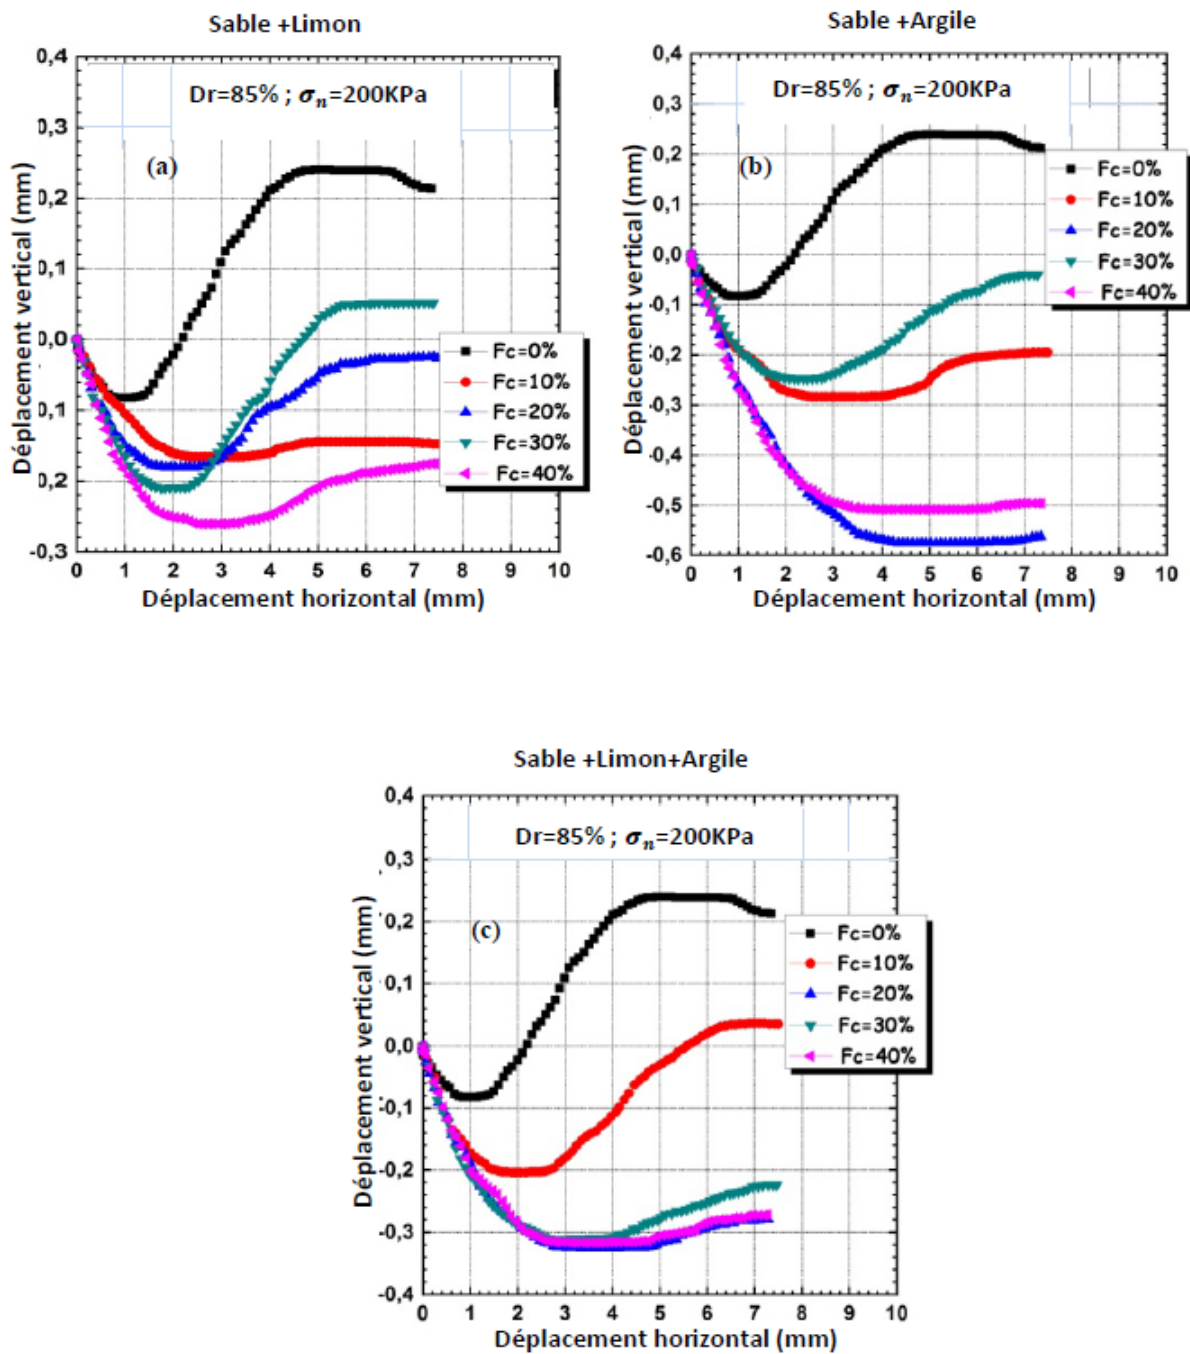 Sable +Limon
0,4
Dr=85% ; σn=200KPa
0,3
(a)
0,2
0,1
0,0
0,1
0,2
-0,3
Déplacement vertical (mm)
Fc=0%
Fc=10%
Fc=20%
Fc=30%
Fc=40%
0 1 2 3 4 5 6 7 8 9 10
Déplacement horizontal (mm)
Sable +Argile
0,4
Dr=85% ; σn=200KPa
0,3
(b)
0,2
0,1
0,0
-0,1
-0,2
-0,3
-0,4
-0,5
-0,6
Déplacement vertical (mm)
Fc=0%
Fc=10%
Fc=20%
Fc=30%
Fc=40%
0 1 2 3 4 5 6 7 8 9 10
Déplacement horizontal (mm)
Sable +Limon+Argile
0,4
Dr=85% ; σn=200KPa
0,3
(c)
0,2
0,1
0,0
-0,1
-0,2
-0,3
-0,4
Déplacement vertical (mm)
Fc=0%
Fc=10%
Fc=20%
Fc=30%
Fc=40%
0 1 2 3 4 5 6 7 8 9 10
Déplacement horizontal (mm)